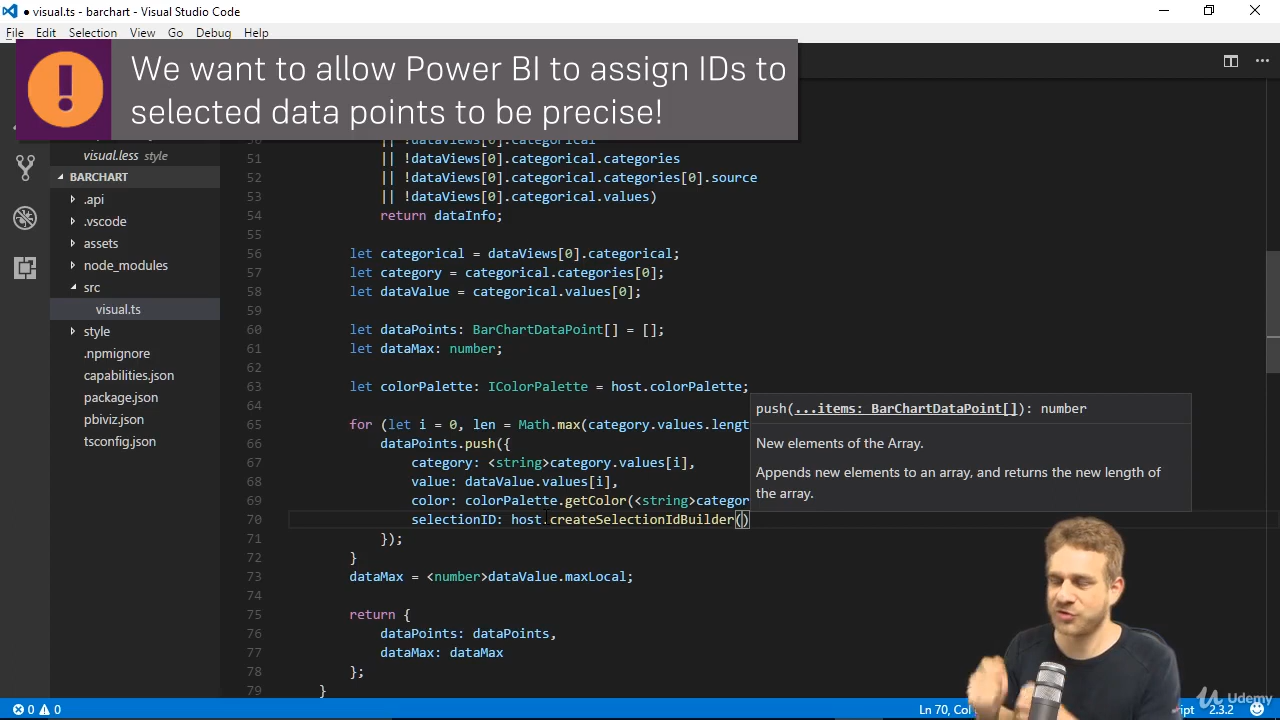 visual.ts - barchart - Visual Studio Code
File Edit Selection View Go Debug Help
We want to allow Power BI to assign IDs to
selected data points to be precise!
visual.less style
BARCHART
.api
.vscode
assets
node_modules
src
visual.ts
style
.npmignore
capabilities.json
package.json
pbiviz.json
tsconfig.json
|| !dataViews[0].categorical
51 || !dataViews[0].categorical.categories
52 || !dataViews[0].categorical.categories[0].source
53 || !dataViews[0].categorical.values)
54 return dataInfo;
55
56 let categorical = dataViews[0].categorical;
57 let category = categorical.categories[0];
58 let dataValue = categorical.values[0];
59
60 let dataPoints: BarChartDataPoint[] = [];
61 let dataMax: number;
62
63 let colorPalette: IColorPalette = host.colorPalette;
64
65 for (let i = 0, len = Math.max(category.values.length
66 dataPoints.push({
67 category: <string>category.values[i],
68 value: dataValue.values[i],
69 color: colorPalette.getColor(<string>categor
70 selectionID: host.createSelectionIdBuilder()
71 });
72 }
73 dataMax = <number>dataValue.maxLocal;
74
75 return {
76 dataPoints: dataPoints,
77 dataMax: dataMax
78 };
79 }
push(...items: BarChartDataPoint[]): number
New elements of the Array.
Appends new elements to an array, and returns the new length of
the array.
0 0
Ln 70, Col
2.3.2
Udemy